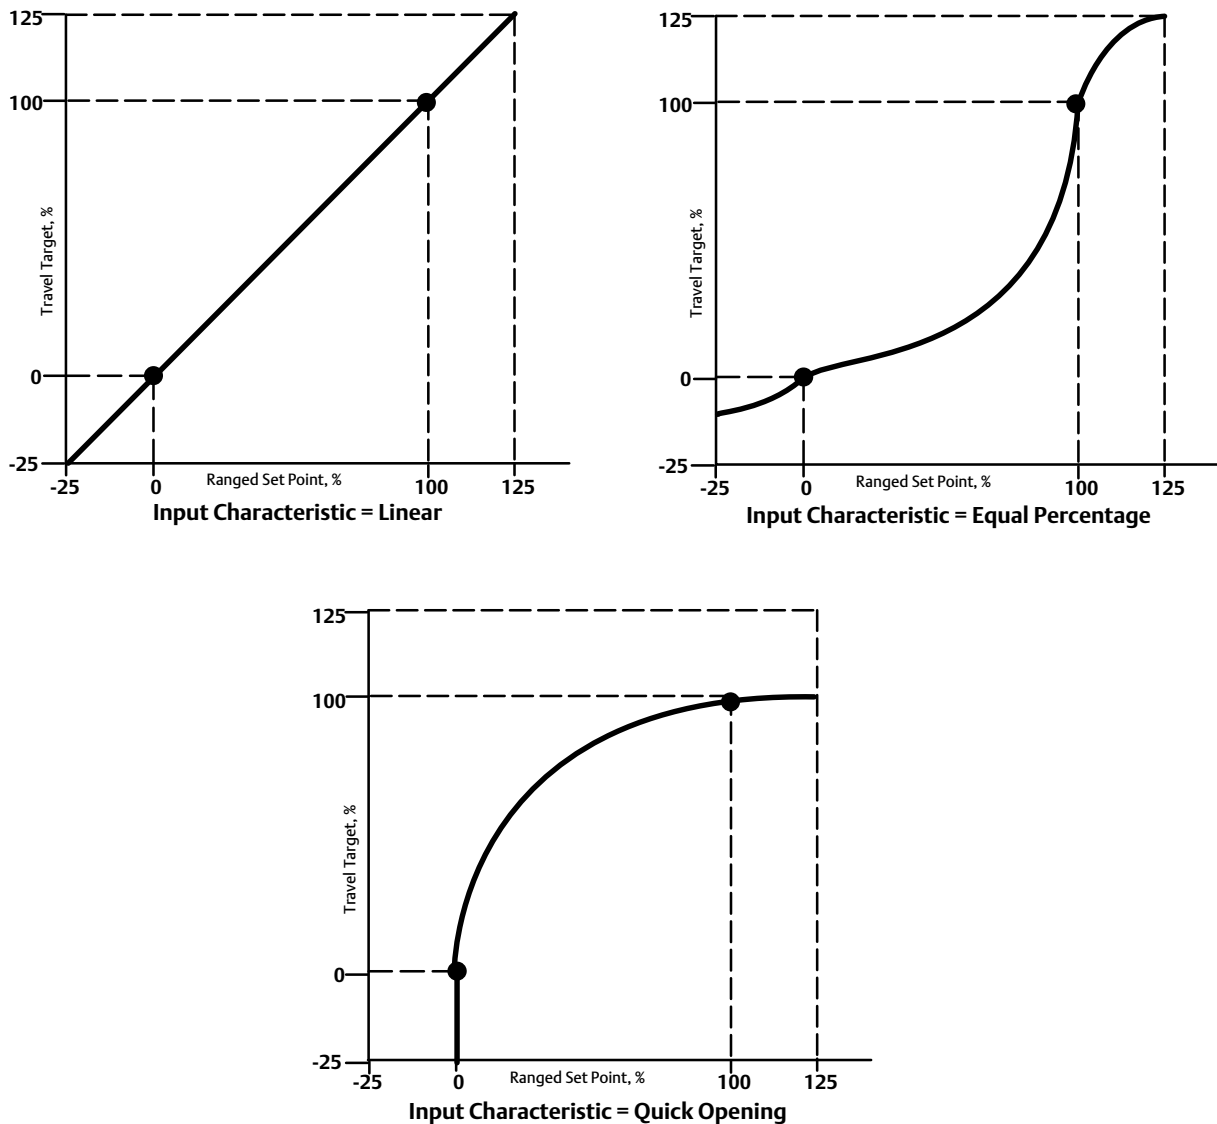 125
100
Travel Target, %
0
-25
-25 0 Ranged Set Point, % 100 125
Input Characteristic = Linear
125
100
Travel Target, %
0
-25
-25 0 Ranged Set Point, % 100 125
Input Characteristic = Equal Percentage
125
100
Travel Target, %
0
-25
-25 0 Ranged Set Point, % 100 125
Input Characteristic = Quick Opening